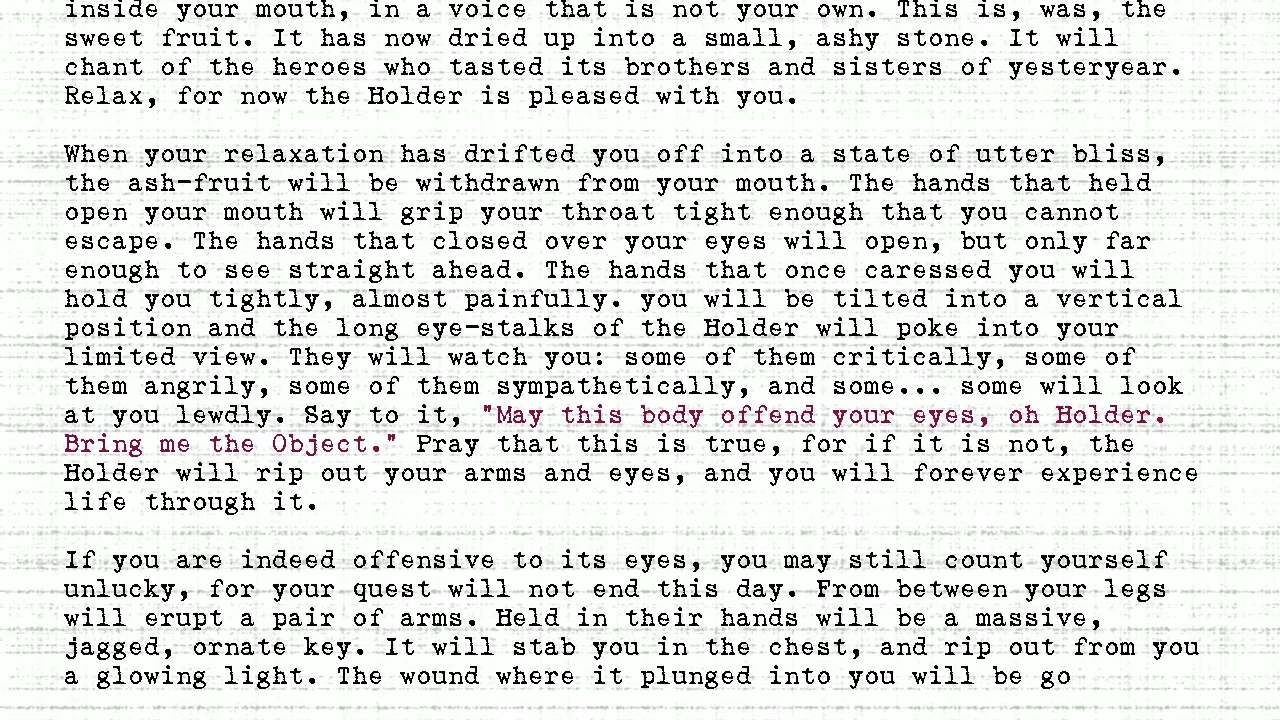 inside your mouth, in a voice that is not your own. This is, was, the
sweet fruit. It has now dried up into a small, ashy stone. It will
chant of the heroes who tasted its brothers and sisters of yesteryear.
Relax, for now the Holder is pleased with you.
When your relaxation has drifted you off into a state of utter bliss,
the ash-fruit will be withdrawn from your mouth. The hands that held
open your mouth will grip your throat tight enough that you cannot
escape. The hands that closed over your eyes will open, but only far
enough to see straight ahead. The hands that once caressed you will
hold you tightly, almost painfully. you will be tilted into a vertical
position and the long eye-stalks of the Holder will poke into your
limited view. They will watch you: some of them critically, some of
them angrily, some of them sympathetically, and some... some will look
at you lewdly. Say to it, "May this body offend your eyes, oh Holder.
Bring me the Object." Pray that this is true, for if it is not, the
Holder will rip out your arms and eyes, and you will forever experience
life through it.
If you are indeed offensive to its eyes, you may still count yourself
unlucky, for your quest will not end this day. From between your legs
will erupt a pair of arms. Held in their hands will be a massive,
jagged, ornate key. It will stab you in the chest, and rip out from you
a glowing light. The wound where it plunged into you will be go